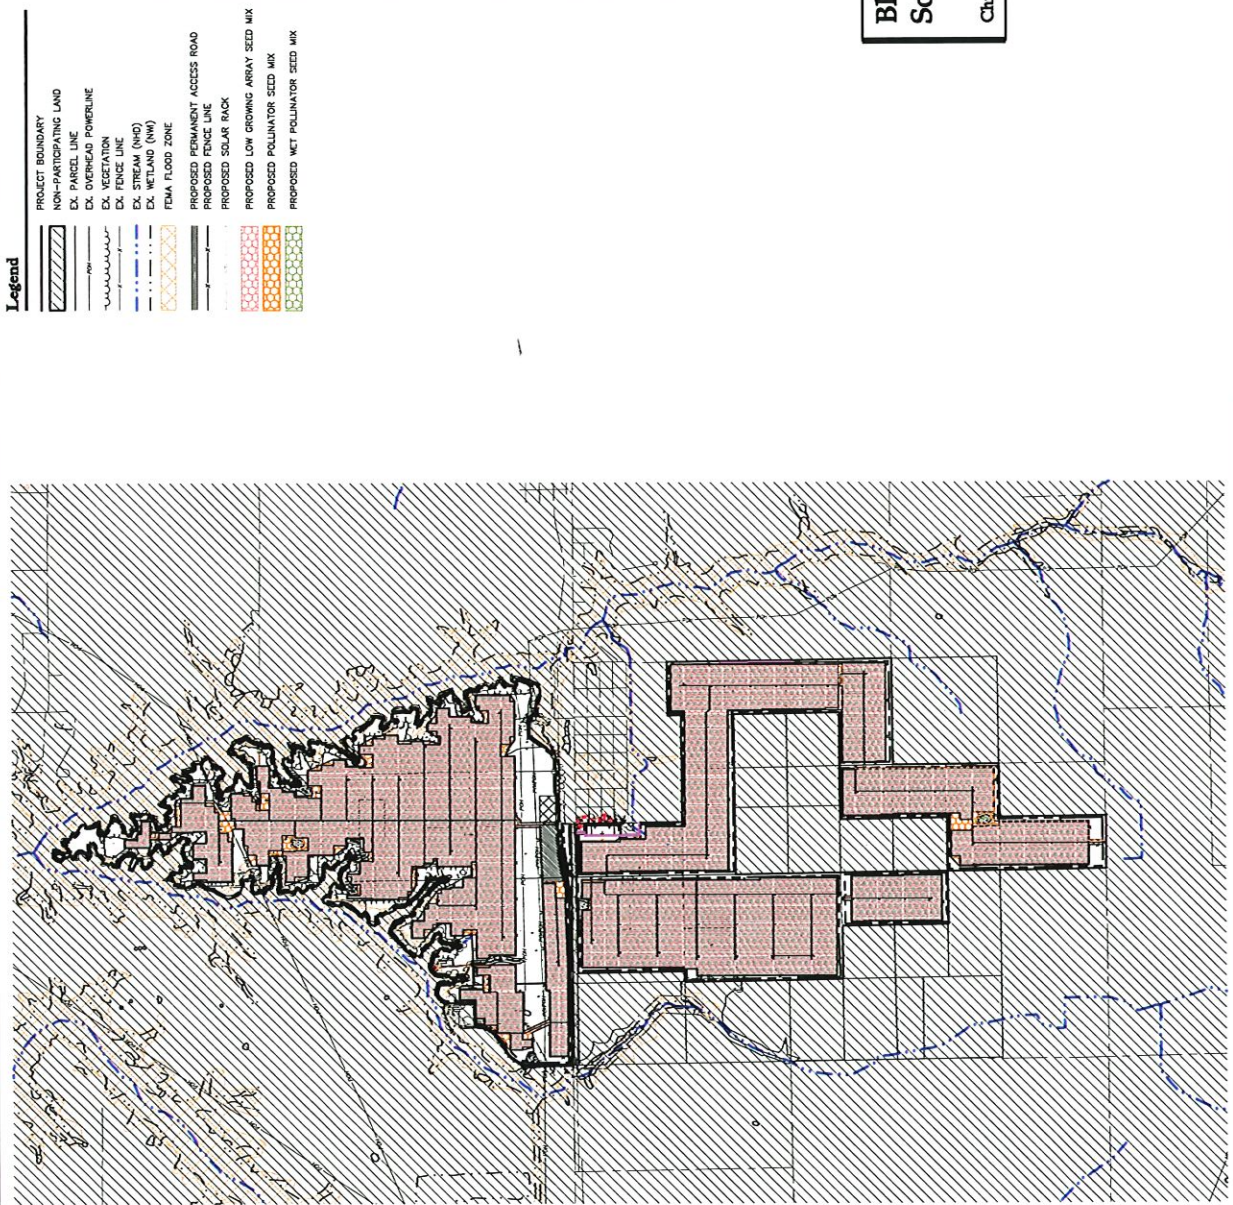 Legend
PROJECT BOUNDARY
NON-PARTICIPATING LAND
EX. PARCEL LINE
EX. OVERHEAD POWERLINE
EX. VEGETATION
EX. FENCE LINE
EX. STREAM (NHD)
EX. WETLAND (NWI)
FEMA FLOOD ZONE
PROPOSED PERMANENT ACCESS ROAD
PROPOSED FENCE LINE
PROPOSED SOLAR RACK
PROPOSED LOW GROWING ARRAY SEED MIX
PROPOSED POLLINATOR SEED MIX
PROPOSED WET POLLINATOR SEED MIX